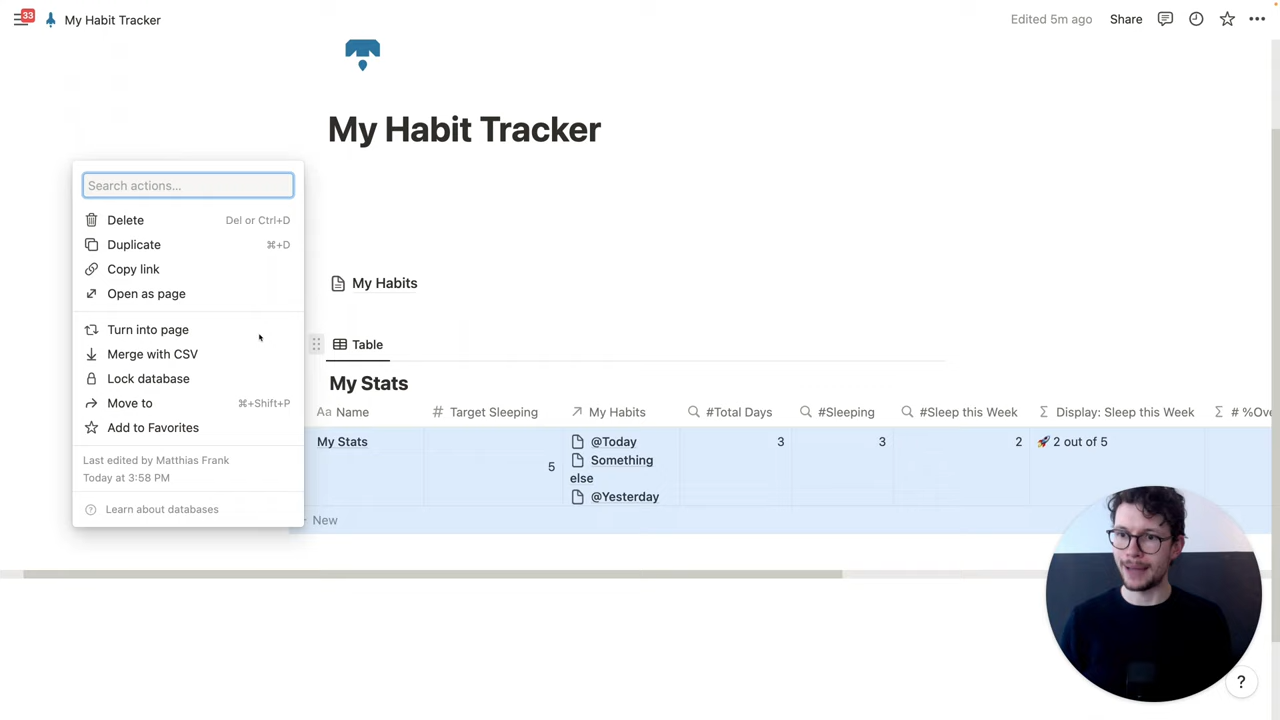 33
My Habit Tracker
Edited 5m ago
Share
My Habit Tracker
Search actions...
Delete Del or Ctrl+D
Duplicate ⌘+D
Copy link
Open as page
Turn into page
Merge with CSV
Lock database
Move to ⌘+Shift+P
Add to Favorites
Last edited by Matthias Frank
Today at 3:58 PM
Learn about databases
My Habits
Table
My Stats
Aa Name # Target Sleeping My Habits #Total Days #Sleeping #Sleep this Week Σ Display: Sleep this Week Σ # %Ov
My Stats 5 @Today 3 3 2 🚀 2 out of 5
Something
else
@Yesterday
New
?